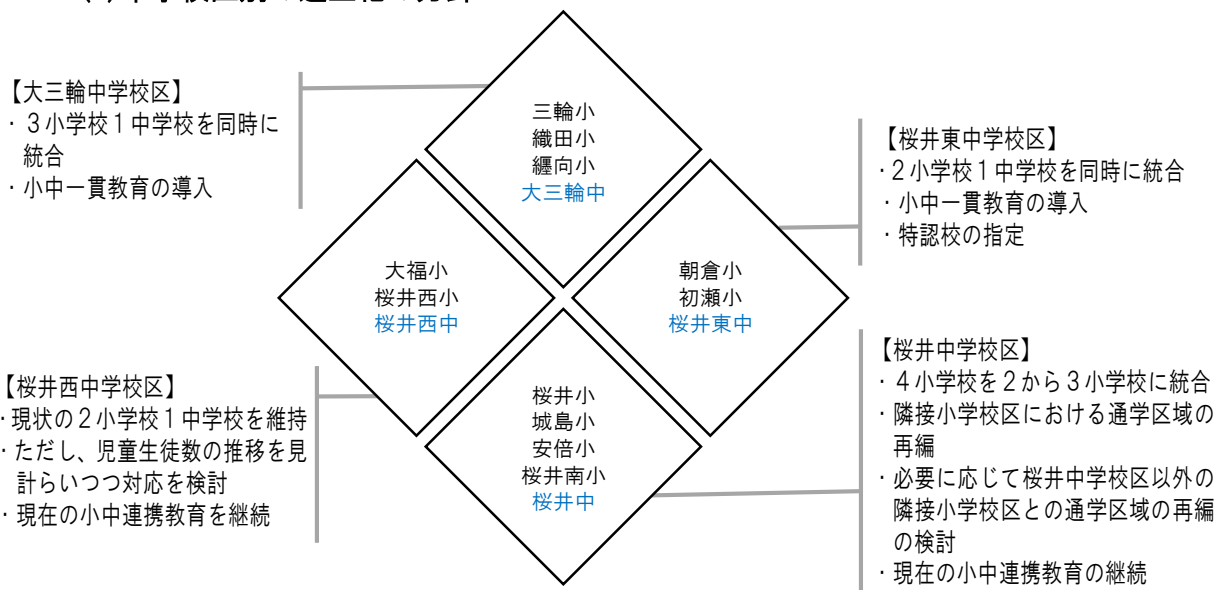 【大三輪中学校区】
・３小学校１中学校を同時に
統合
・小中一貫教育の導入
三輪小
織田小
纒向小
大三輪中
【桜井東中学校区】
・2小学校１中学校を同時に統合
・小中一貫教育の導入
・特認校の指定
大福小
桜井西小
桜井西中
朝倉小
初瀬小
桜井東中
【桜井西中学校区】
・現状の２小学校１中学校を維持
・ただし、児童生徒数の推移を見
計らいつつ対応を検討
・現在の小中連携教育を継続
桜井小
城島小
安倍小
桜井南小
桜井中
【桜井中学校区】
・４小学校を２から３小学校に統合
・隣接小学校区における通学区域の
再編
・必要に応じて桜井中学校区以外の
隣接小学校区との通学区域の再編
の検討
・現在の小中連携教育の継続